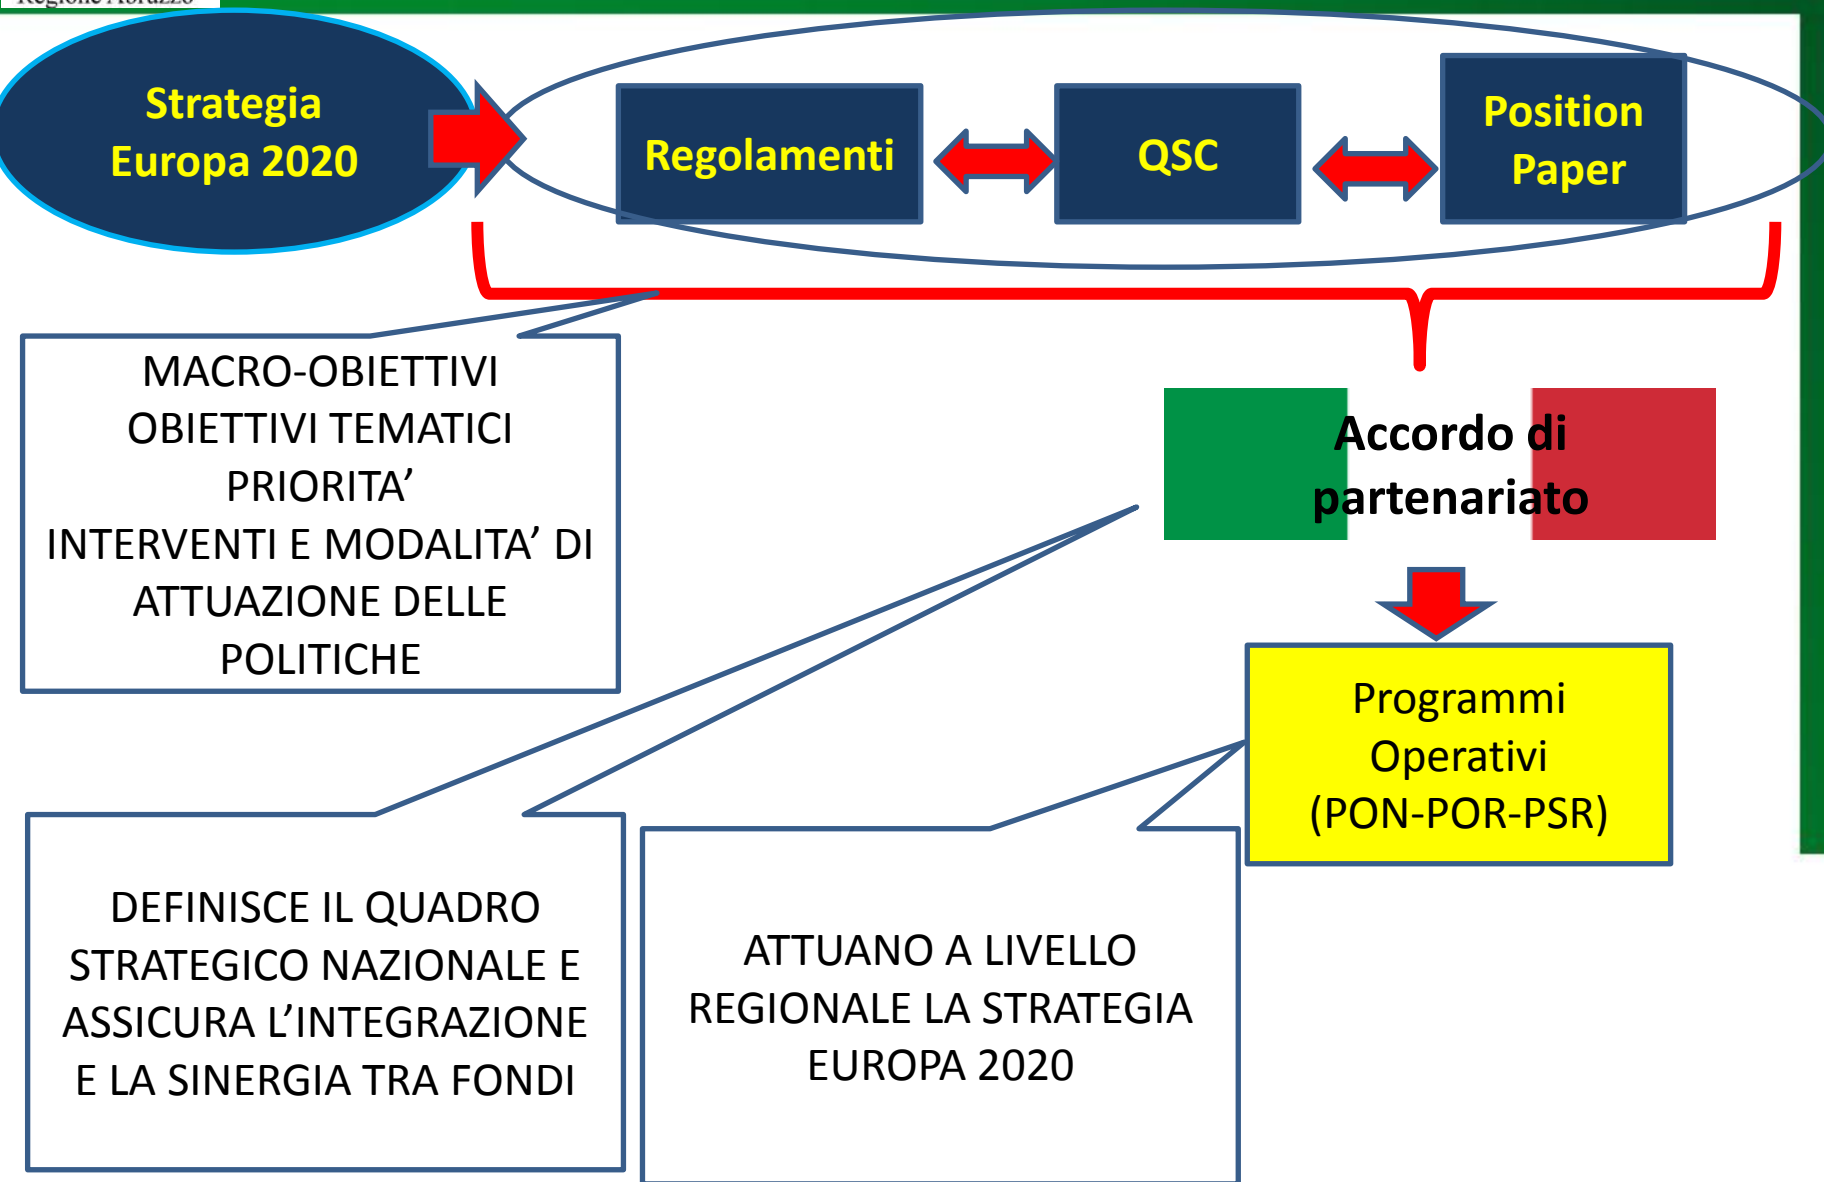 Regione Abruzzo
Strategia
Europa 2020
Regolamenti
QSC
Position
Paper
MACRO-OBIETTIVI
OBIETTIVI TEMATICI
PRIORITA’
INTERVENTI E MODALITA’ DI
ATTUAZIONE DELLE
POLITICHE
Accordo di
partenariato
Programmi
Operativi
(PON-POR-PSR)
DEFINISCE IL QUADRO
STRATEGICO NAZIONALE E
ASSICURA L’INTEGRAZIONE
E LA SINERGIA TRA FONDI
ATTUANO A LIVELLO
REGIONALE LA STRATEGIA
EUROPA 2020